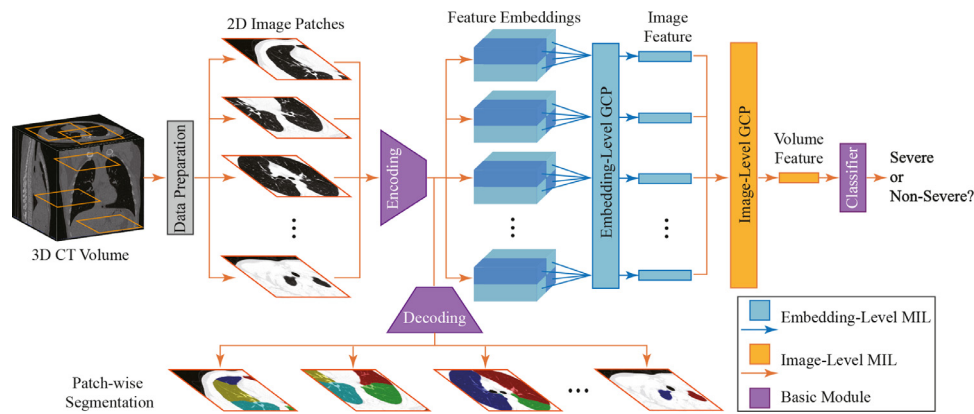 2D Image Patches
Feature Embeddings
Image
Feature
3D CT Volume
Data Preparation
Encoding
Embedding-Level GCP
Image-Level GCP
Volume
Feature
Classifier
Severe
or
Non-Severe?
Decoding
Patch-wise
Segmentation
Embedding-Level MIL
Image-Level MIL
Basic Module